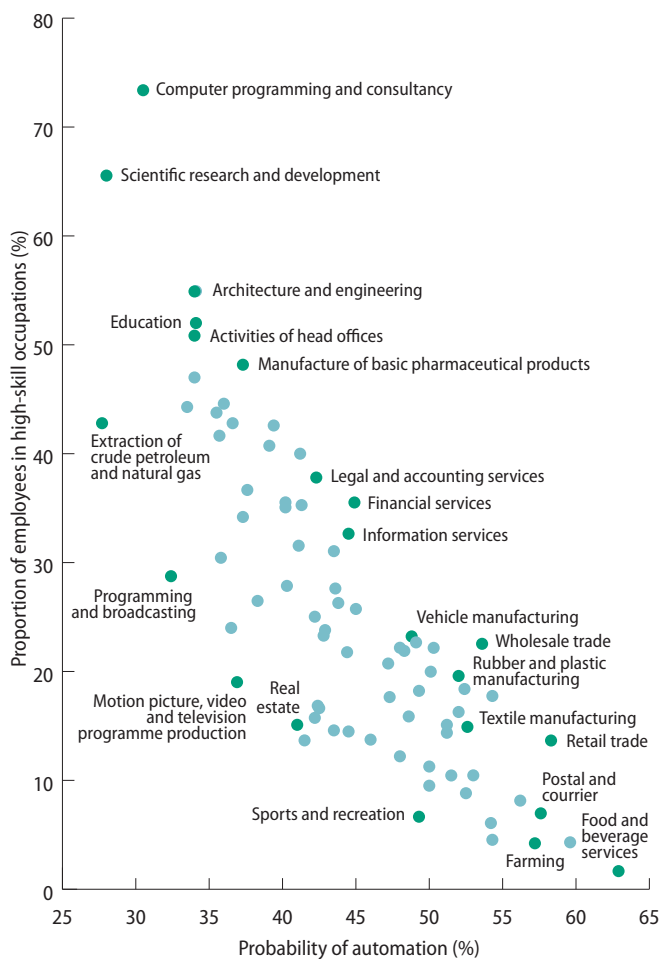 Proportion of employees in high-skill occupations (%)
80
70
60
50
40
30
20
10
0
Computer programming and consultancy
Scientific research and development
Architecture and engineering
Education
Activities of head offices
Manufacture of basic pharmaceutical products
Extraction of
crude petroleum
and natural gas
Legal and accounting services
Financial services
Information services
Programming
and broadcasting
Vehicle manufacturing
Wholesale trade
Rubber and plastic
manufacturing
Motion picture, video
and television
programme production
Real
estate
Textile manufacturing
Retail trade
Postal and
courrier
Sports and recreation
Food and
beverage
services
Farming
25
30
35
40
45
50
55
60
65
Probability of automation (%)